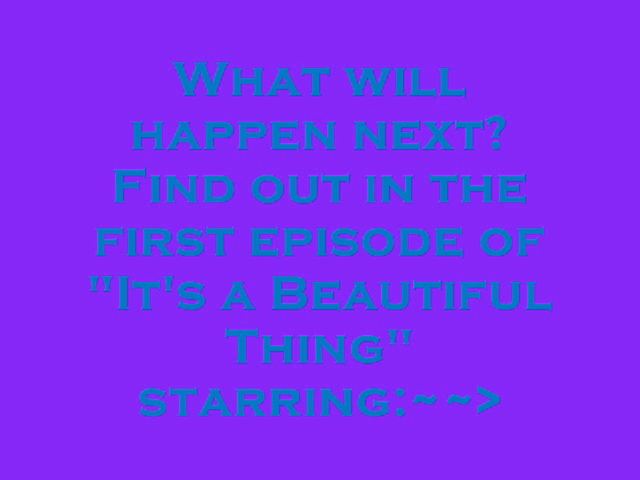 What will
happen next?
Find out in the
first episode of
"It's a Beautiful
Thing"
starring:~~>